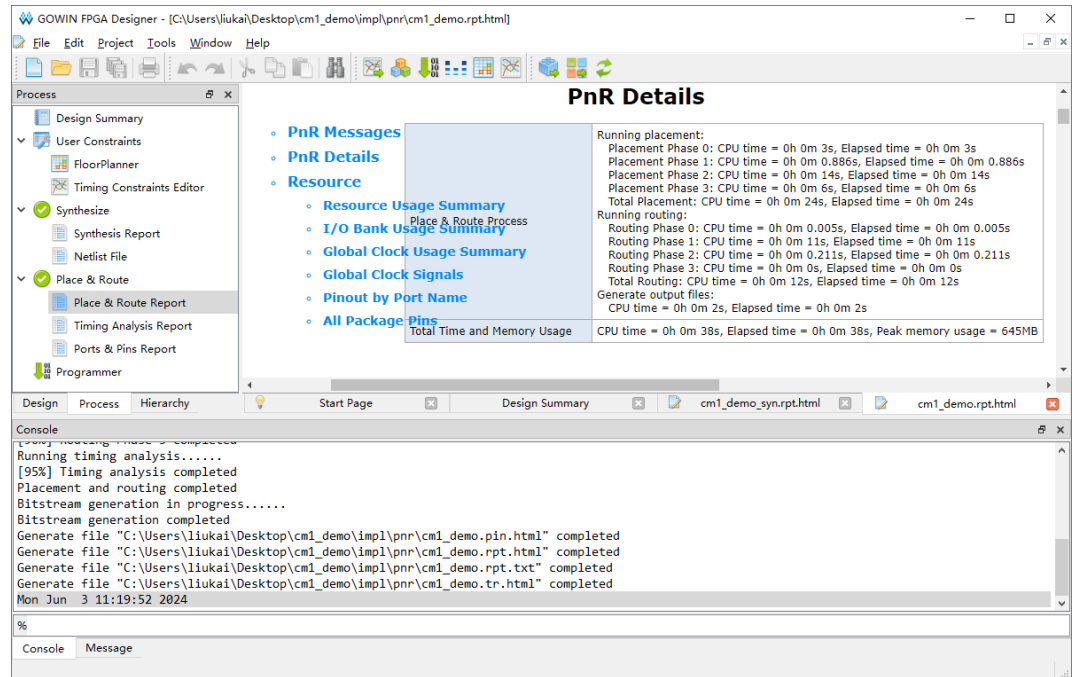 GOWIN FPGA Designer - [C:\Users\liukai\Desktop\cm1_demo\impl\pnr\cm1_demo.rpt.html]
File Edit Project Tools Window Help
Process
Design Summary
User Constraints
FloorPlanner
Timing Constraints Editor
Synthesize
Synthesis Report
Netlist File
Place & Route
Place & Route Report
Timing Analysis Report
Ports & Pins Report
Programmer
Design Process Hierarchy
PnR Details
PnR Messages
PnR Details
Resource
Resource Usage Summary
I/O Bank Usage Summary
Global Clock Usage Summary
Global Clock Signals
Pinout by Port Name
All Package Pins
Place & Route Process
Running placement:
Placement Phase 0: CPU time = 0h 0m 3s, Elapsed time = 0h 0m 3s
Placement Phase 1: CPU time = 0h 0m 0.886s, Elapsed time = 0h 0m 0.886s
Placement Phase 2: CPU time = 0h 0m 14s, Elapsed time = 0h 0m 14s
Placement Phase 3: CPU time = 0h 0m 6s, Elapsed time = 0h 0m 6s
Total Placement: CPU time = 0h 0m 24s, Elapsed time = 0h 0m 24s
Running routing:
Routing Phase 0: CPU time = 0h 0m 0.005s, Elapsed time = 0h 0m 0.005s
Routing Phase 1: CPU time = 0h 0m 11s, Elapsed time = 0h 0m 11s
Routing Phase 2: CPU time = 0h 0m 0.211s, Elapsed time = 0h 0m 0.211s
Routing Phase 3: CPU time = 0h 0m 0s, Elapsed time = 0h 0m 0s
Total Routing: CPU time = 0h 0m 12s, Elapsed time = 0h 0m 12s
Generate output files:
CPU time = 0h 0m 2s, Elapsed time = 0h 0m 2s
Total Time and Memory Usage
CPU time = 0h 0m 38s, Elapsed time = 0h 0m 38s, Peak memory usage = 645MB
Start Page Design Summary cm1_demo_syn.rpt.html cm1_demo.rpt.html
Console
Running timing analysis......
[95%] Timing analysis completed
Placement and routing completed
Bitstream generation in progress......
Bitstream generation completed
Generate file "C:\Users\liukai\Desktop\cm1_demo\impl\pnr\cm1_demo.pin.html" completed
Generate file "C:\Users\liukai\Desktop\cm1_demo\impl\pnr\cm1_demo.rpt.html" completed
Generate file "C:\Users\liukai\Desktop\cm1_demo\impl\pnr\cm1_demo.rpt.txt" completed
Generate file "C:\Users\liukai\Desktop\cm1_demo\impl\pnr\cm1_demo.tr.html" completed
Mon Jun  3 11:19:52 2024
%
Console Message